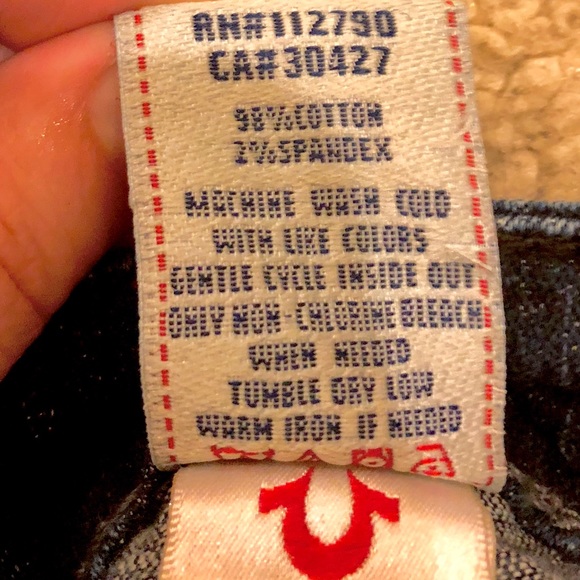 RN#112790
CA#30427
98%COTTON
2%SPANDEX
MACHINE WASH COLD
WITH LIKE COLORS
GENTLE CYCLE INSIDE OUT
ONLY NON-CHLORINE BLEACH
WHEN NEEDED
TUMBLE DRY LOW
WARM IRON IF NEEDED